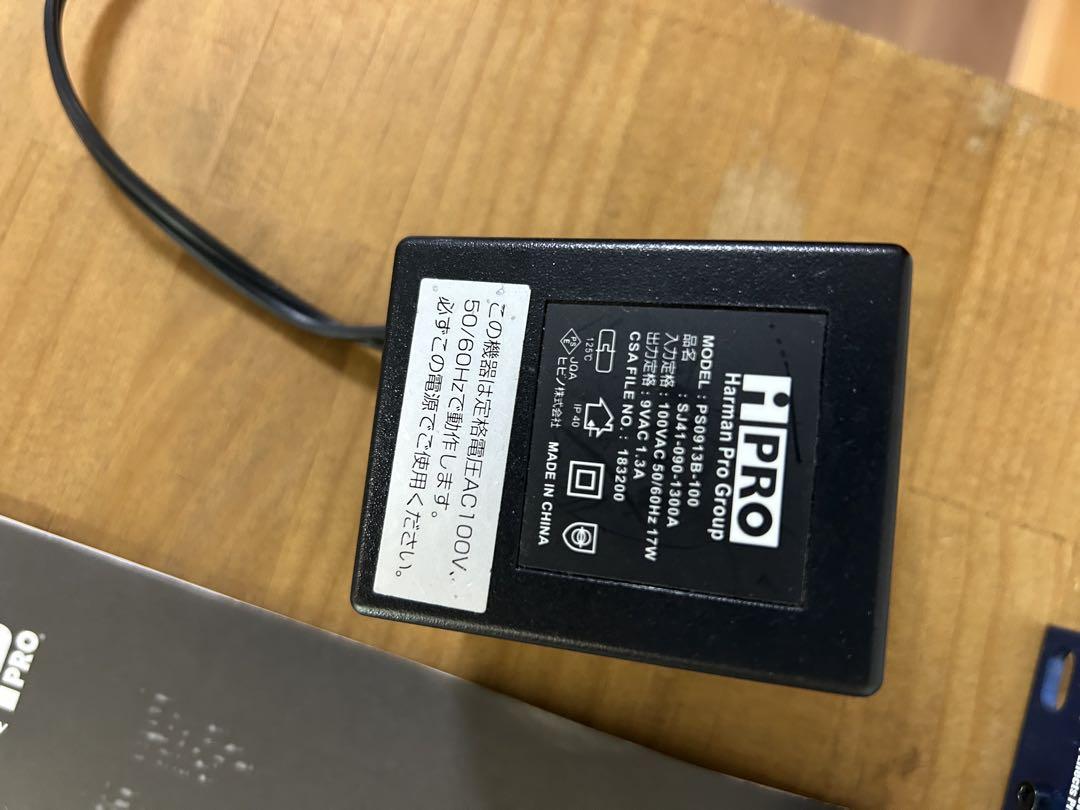 HPRO
Harman Pro Group
MODEL : PS0913B-100
品名 : SJ41-090-1300A
入力定格 : 100VAC 50/60Hz 17W
出力定格 : 9VAC 1.3A
CSA FILE NO. : 183200
125℃
IP 40
PS E JQA
ヒビノ株式会社 MADE IN CHINA
この機器は定格電圧AC100V、
50/60Hzで動作します。
必ずこの電源でご使用ください。
PRO